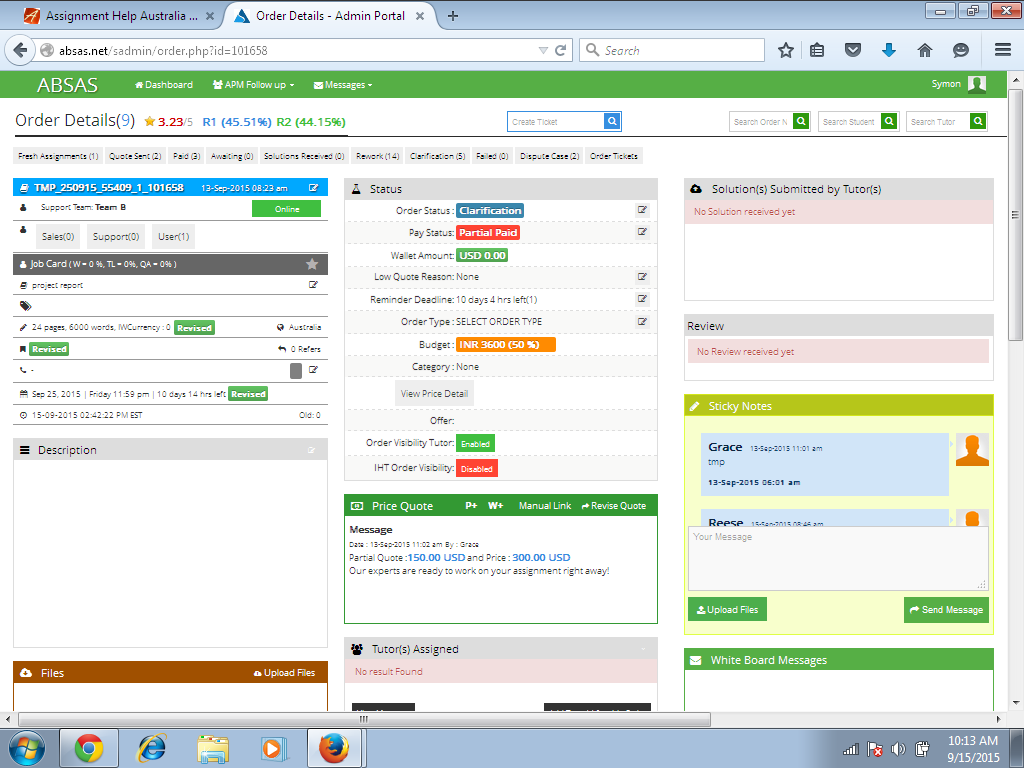 Assignment Help Australia ...
Order Details - Admin Portal
absas.net/sadmin/order.php?id=101658
Search
ABSAS
Dashboard
APM Follow up
Messages
Symon
Order Details(9)
3.23/5
R1 (45.51%) R2 (44.15%)
Create Ticket
Search Order N
Search Student
Search Tutor
Fresh Assignments (1)
Quote Sent (2)
Paid (3)
Awaiting (0)
Solutions Received (0)
Rework (14)
Clarification (5)
Failed (0)
Dispute Case (2)
Order Tickets
TMP_250915_55409_1_101658
13-Sep-2015 08:23 am
Support Team: Team B
Online
Sales(0)
Support(0)
User(1)
Job Card ( W = 0 %, TL = 0%, QA = 0% )
project report
24 pages, 6000 words, IWCurrency : 0 Revised
Australia
Revised
0 Refers
-
Sep 25, 2015 | Friday 11:59 pm | 10 days 14 hrs left Revised
15-09-2015 02:42:22 PM EST
Old: 0
Description
Files
Upload Files
Status
Order Status : Clarification
Pay Status: Partial Paid
Wallet Amount: USD 0.00
Low Quote Reason: None
Reminder Deadline: 10 days 4 hrs left(1)
Order Type : SELECT ORDER TYPE
Budget : INR 3600 (50 %)
Category : None
View Price Detail
Offer:
Order Visibility Tutor: Enabled
IHT Order Visibility: Disabled
Price Quote
P+
W+
Manual Link
Revise Quote
Message
Date : 13-Sep-2015 11:02 am By : Grace
Partial Quote :150.00 USD and Price : 300.00 USD
Our experts are ready to work on your assignment right away!
Tutor(s) Assigned
No result Found
Solution(s) Submitted by Tutor(s)
No Solution received yet
Review
No Review received yet
Sticky Notes
Grace 13-Sep-2015 11:01 am
tmp
13-Sep-2015 06:01 am
Reese 15-Sep-2015 08:46 am
Your Message
Upload Files
Send Message
White Board Messages
10:13 AM
9/15/2015